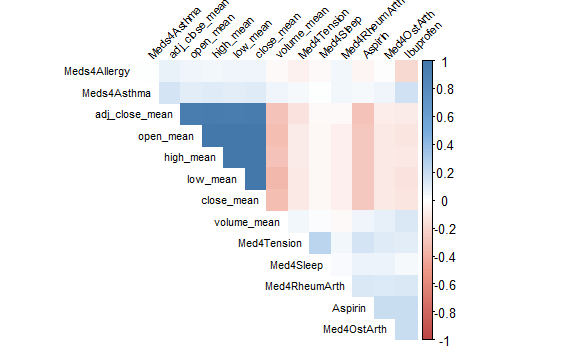 Meds4Asthma
adj_close_mean
open_mean
high_mean
low_mean
close_mean
volume_mean
Med4Tension
Med4Sleep
Med4RheumArth
Aspirin
Med4OstArth
Ibuprofen
Meds4Allergy
Meds4Asthma
adj_close_mean
open_mean
high_mean
low_mean
close_mean
volume_mean
Med4Tension
Med4Sleep
Med4RheumArth
Aspirin
Med4OstArth
1
0.8
0.6
0.4
0.2
0
-0.2
-0.4
-0.6
-0.8
-1